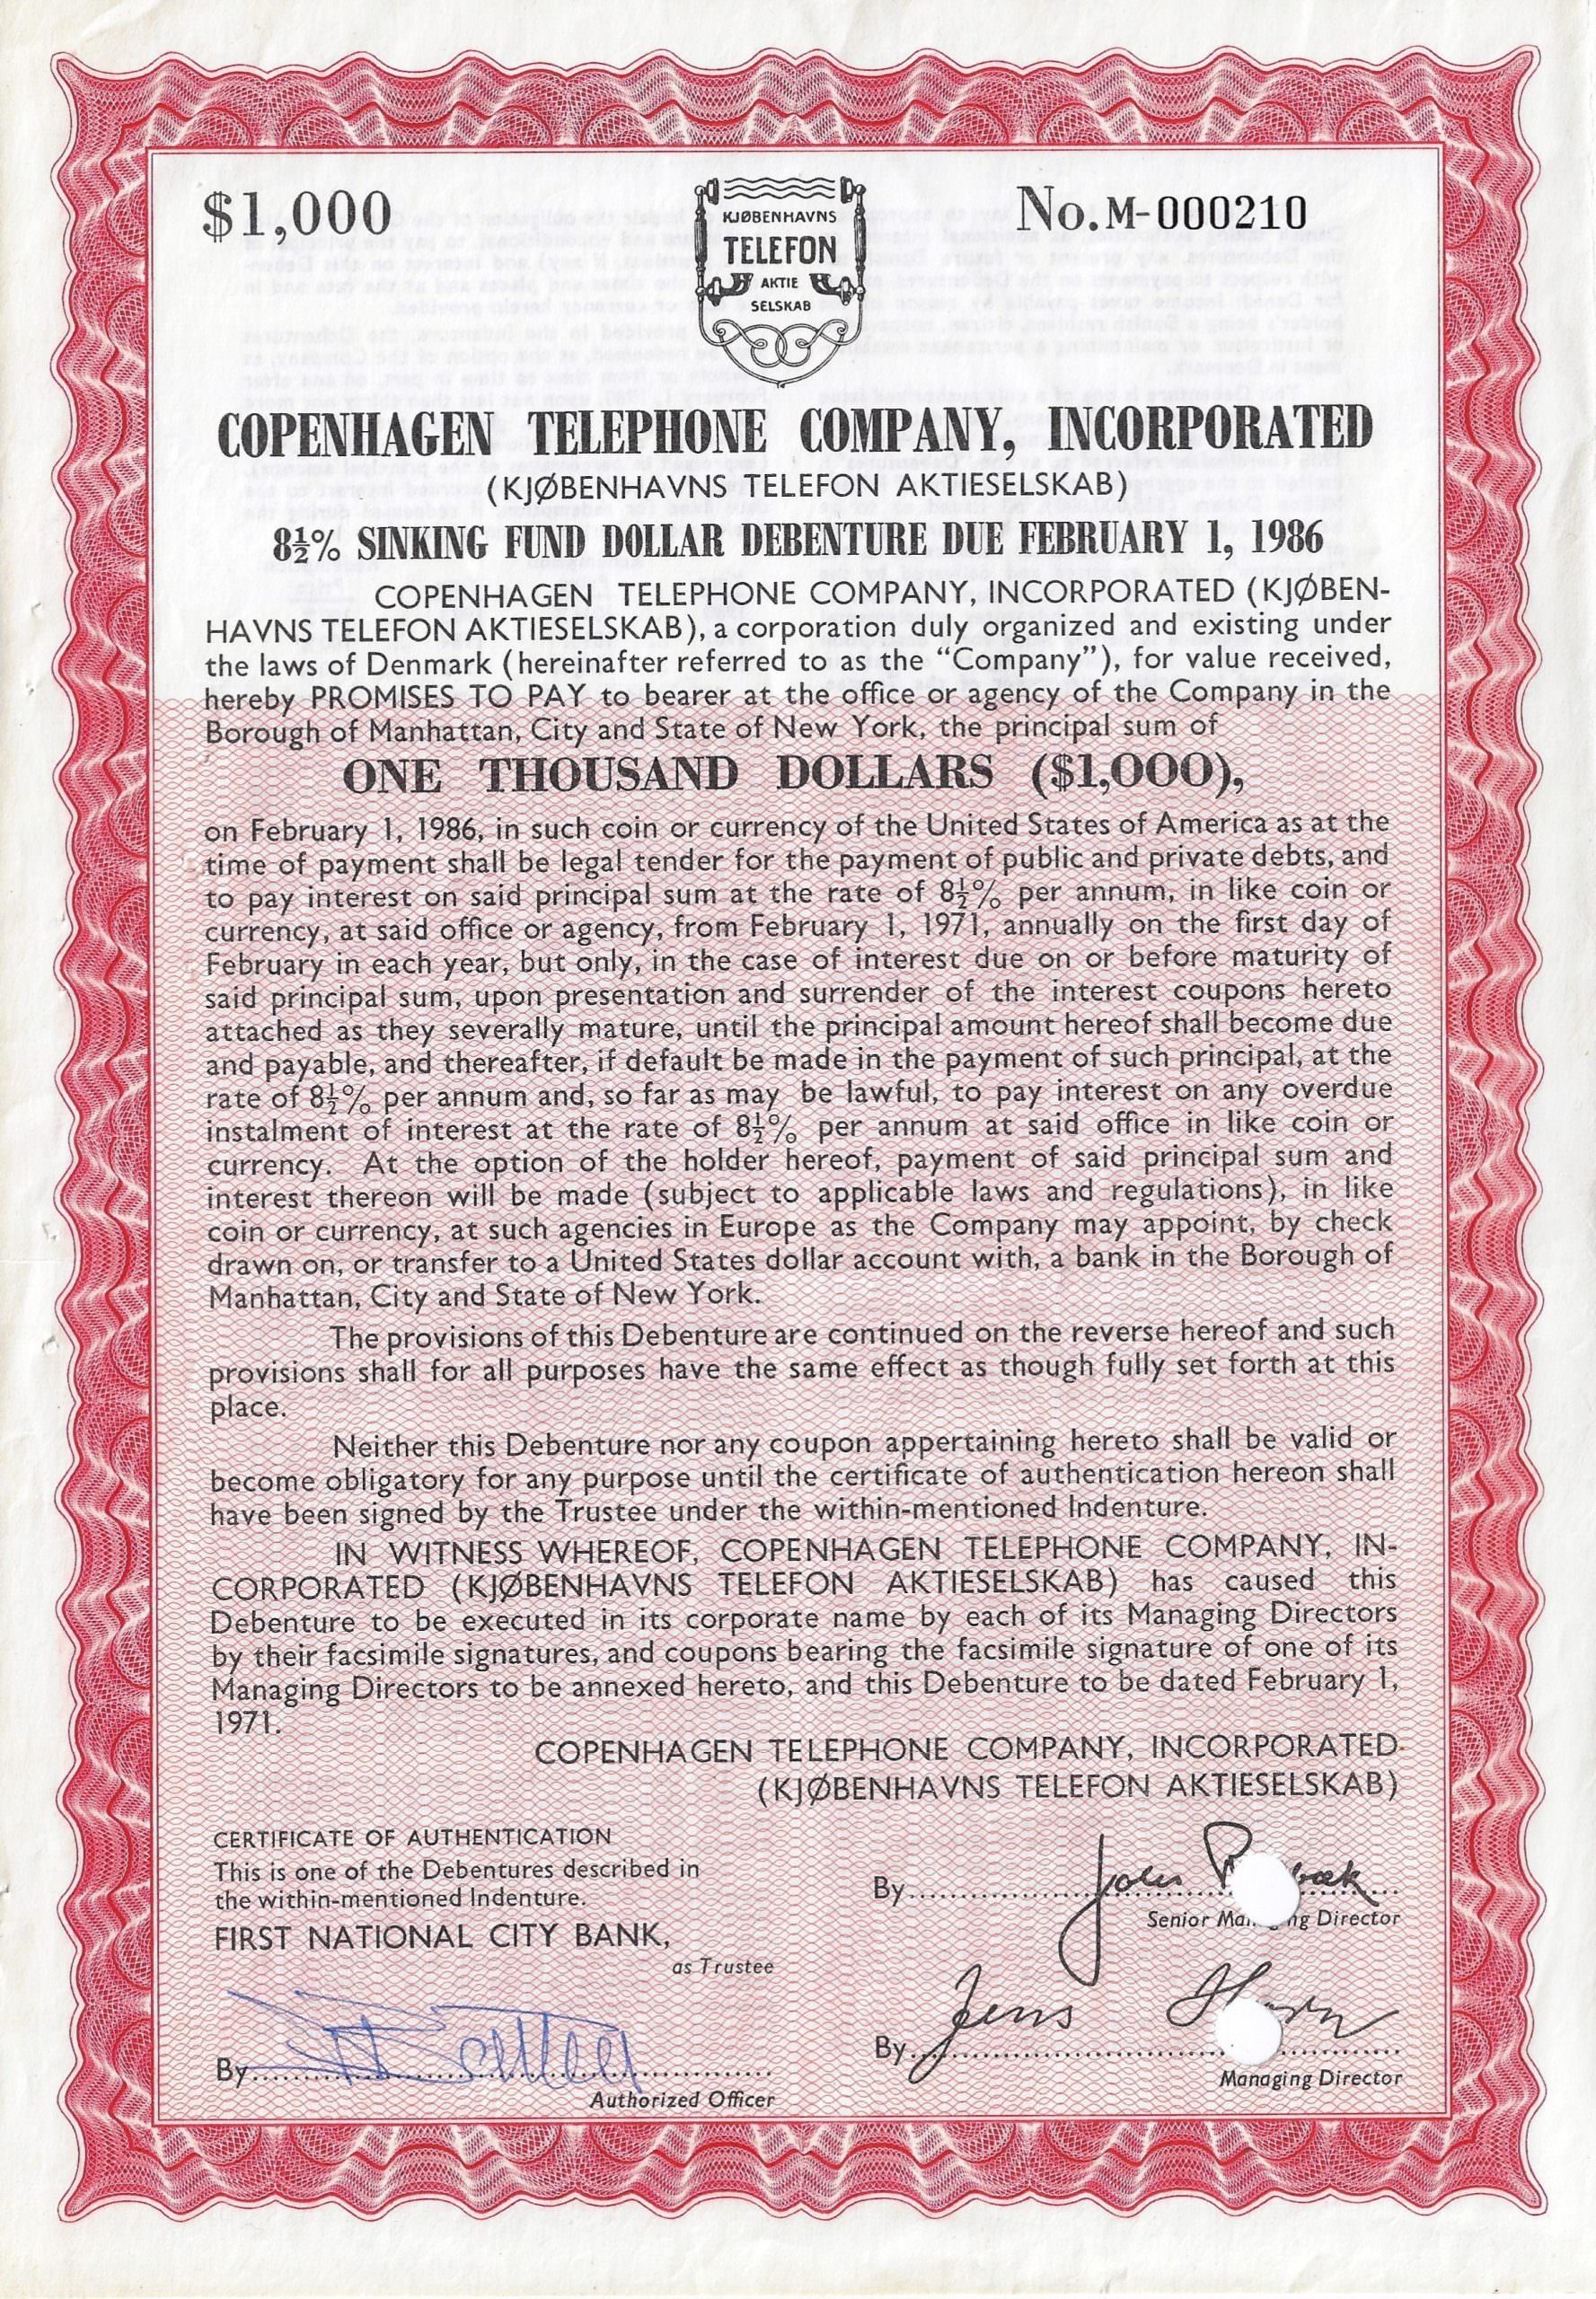 $1,000
KJØBENHAVNS
TELEFON
AKTIE
SELSKAB
No. M-000210
COPENHAGEN TELEPHONE COMPANY, INCORPORATED
(KJØBENHAVNS TELEFON AKTIESELSKAB)
8½% SINKING FUND DOLLAR DEBENTURE DUE FEBRUARY 1, 1986
COPENHAGEN TELEPHONE COMPANY, INCORPORATED (KJØBEN-
HAVNS TELEFON AKTIESELSKAB), a corporation duly organized and existing under
the laws of Denmark (hereinafter referred to as the “Company”), for value received,
hereby PROMISES TO PAY to bearer at the office or agency of the Company in the
Borough of Manhattan, City and State of New York, the principal sum of
ONE THOUSAND DOLLARS ($1,000),
on February 1, 1986, in such coin or currency of the United States of America as at the
time of payment shall be legal tender for the payment of public and private debts, and
to pay interest on said principal sum at the rate of 8½% per annum, in like coin or
currency, at said office or agency, from February 1, 1971, annually on the first day of
February in each year, but only, in the case of interest due on or before maturity of
said principal sum, upon presentation and surrender of the interest coupons hereto
attached as they severally mature, until the principal amount hereof shall become due
and payable, and thereafter, if default be made in the payment of such principal, at the
rate of 8½% per annum and, so far as may be lawful, to pay interest on any overdue
instalment of interest at the rate of 8½% per annum at said office in like coin or
currency. At the option of the holder hereof, payment of said principal sum and
interest thereon will be made (subject to applicable laws and regulations), in like
coin or currency, at such agencies in Europe as the Company may appoint, by check
drawn on, or transfer to a United States dollar account with, a bank in the Borough of
Manhattan, City and State of New York.
The provisions of this Debenture are continued on the reverse hereof and such
provisions shall for all purposes have the same effect as though fully set forth at this
place.
Neither this Debenture nor any coupon appertaining hereto shall be valid or
become obligatory for any purpose until the certificate of authentication hereon shall
have been signed by the Trustee under the within-mentioned Indenture.
IN WITNESS WHEREOF, COPENHAGEN TELEPHONE COMPANY, IN-
CORPORATED (KJØBENHAVNS TELEFON AKTIESELSKAB) has caused this
Debenture to be executed in its corporate name by each of its Managing Directors
by their facsimile signatures, and coupons bearing the facsimile signature of one of its
Managing Directors to be annexed hereto, and this Debenture to be dated February 1,
1971.
COPENHAGEN TELEPHONE COMPANY, INCORPORATED
(KJØBENHAVNS TELEFON AKTIESELSKAB)
CERTIFICATE OF AUTHENTICATION
This is one of the Debentures described in
the within-mentioned Indenture.
FIRST NATIONAL CITY BANK,
as Trustee
By
Authorized Officer
By John
Senior Managing Director
By Jens
Managing Director